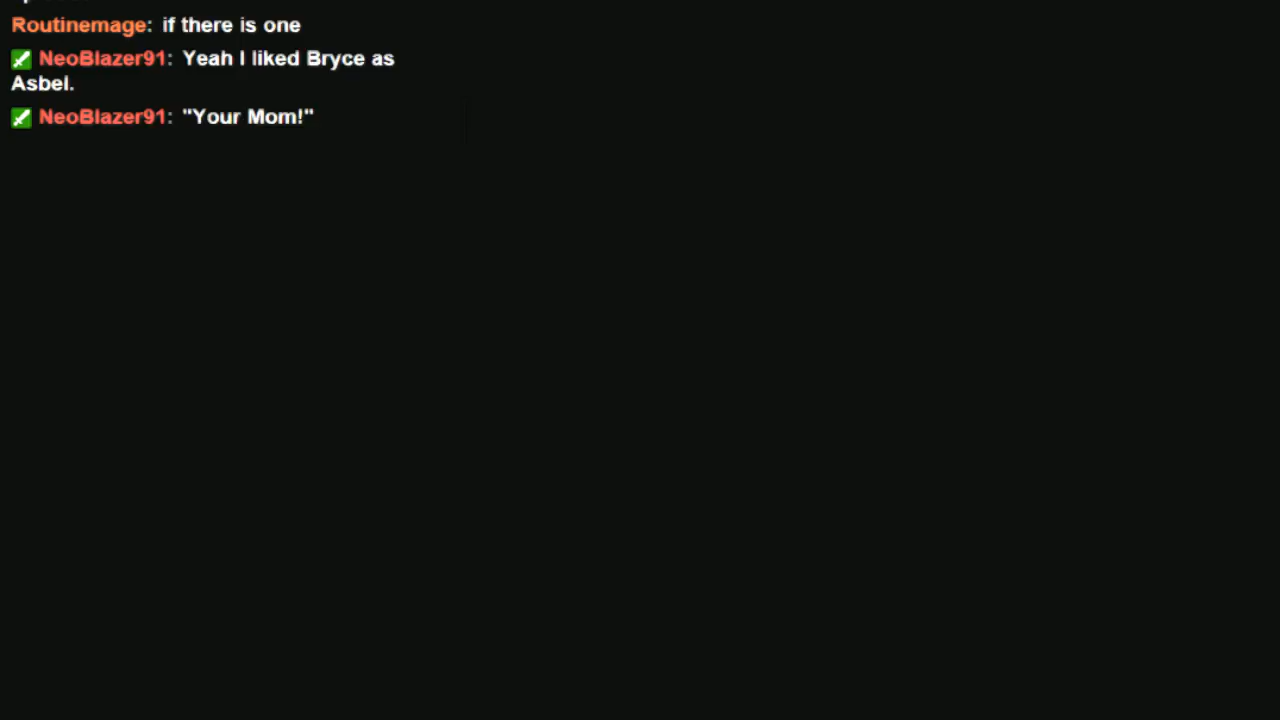 Routinemage: if there is one
NeoBlazer91: Yeah I liked Bryce as
Asbel.
NeoBlazer91: "Your Mom!"